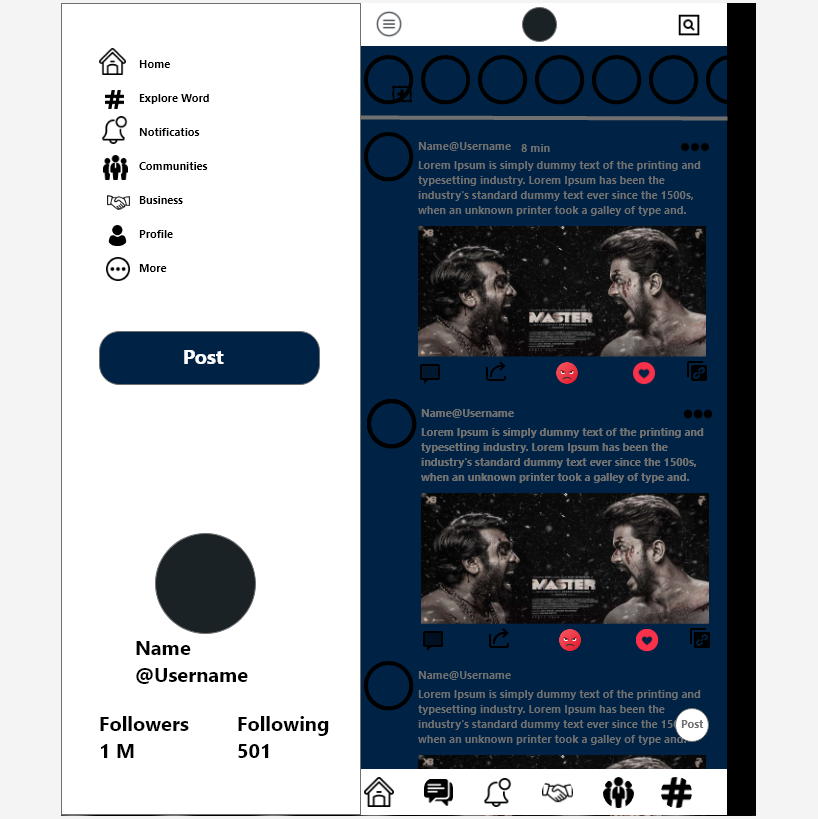 Home
Explore Word
Notificatios
Communities
Business
Profile
More
Post
Name
@Username
Followers
Following
1 M
501
Name@Username
8 min
Lorem Ipsum is simply dummy text of the printing and
typesetting industry. Lorem Ipsum has been the
industry's standard dummy text ever since the 1500s,
when an unknown printer took a galley of type and.
MASTER
Name@Username
Lorem Ipsum is simply dummy text of the printing and
typesetting industry. Lorem Ipsum has been the
industry's standard dummy text ever since the 1500s,
when an unknown printer took a galley of type and.
MASTER
Name@Username
Lorem Ipsum is simply dummy text of the printing and
typesetting industry. Lorem Ipsum has been the
industry's standard dummy text ever since the 15
when an unknown printer took a galley of type and.
Post